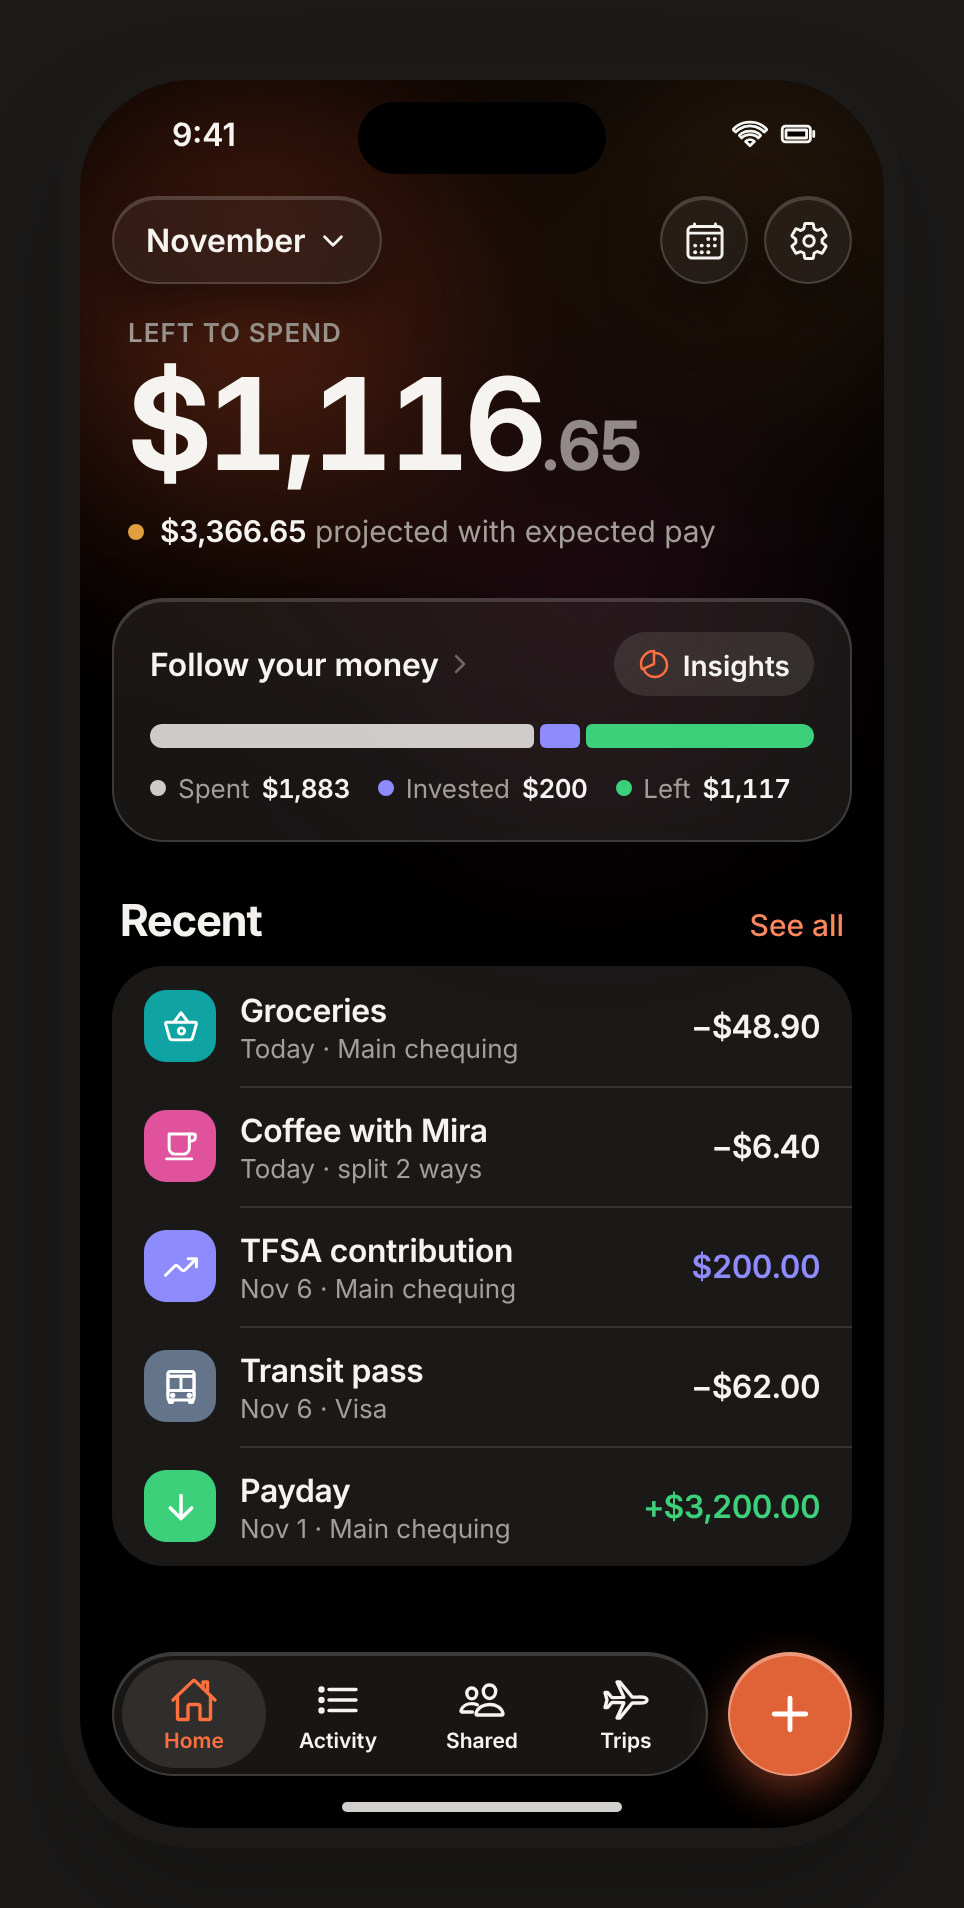 9:41
November
LEFT TO SPEND
$1,116.65
$3,366.65 projected with expected pay
Follow your money
Insights
Spent $1,883 Invested $200 Left $1,117
Recent
See all
Groceries
Today · Main chequing
−$48.90
Coffee with Mira
Today · split 2 ways
−$6.40
TFSA contribution
Nov 6 · Main chequing
$200.00
Transit pass
Nov 6 · Visa
−$62.00
Payday
Nov 1 · Main chequing
+$3,200.00
Home
Activity
Shared
Trips